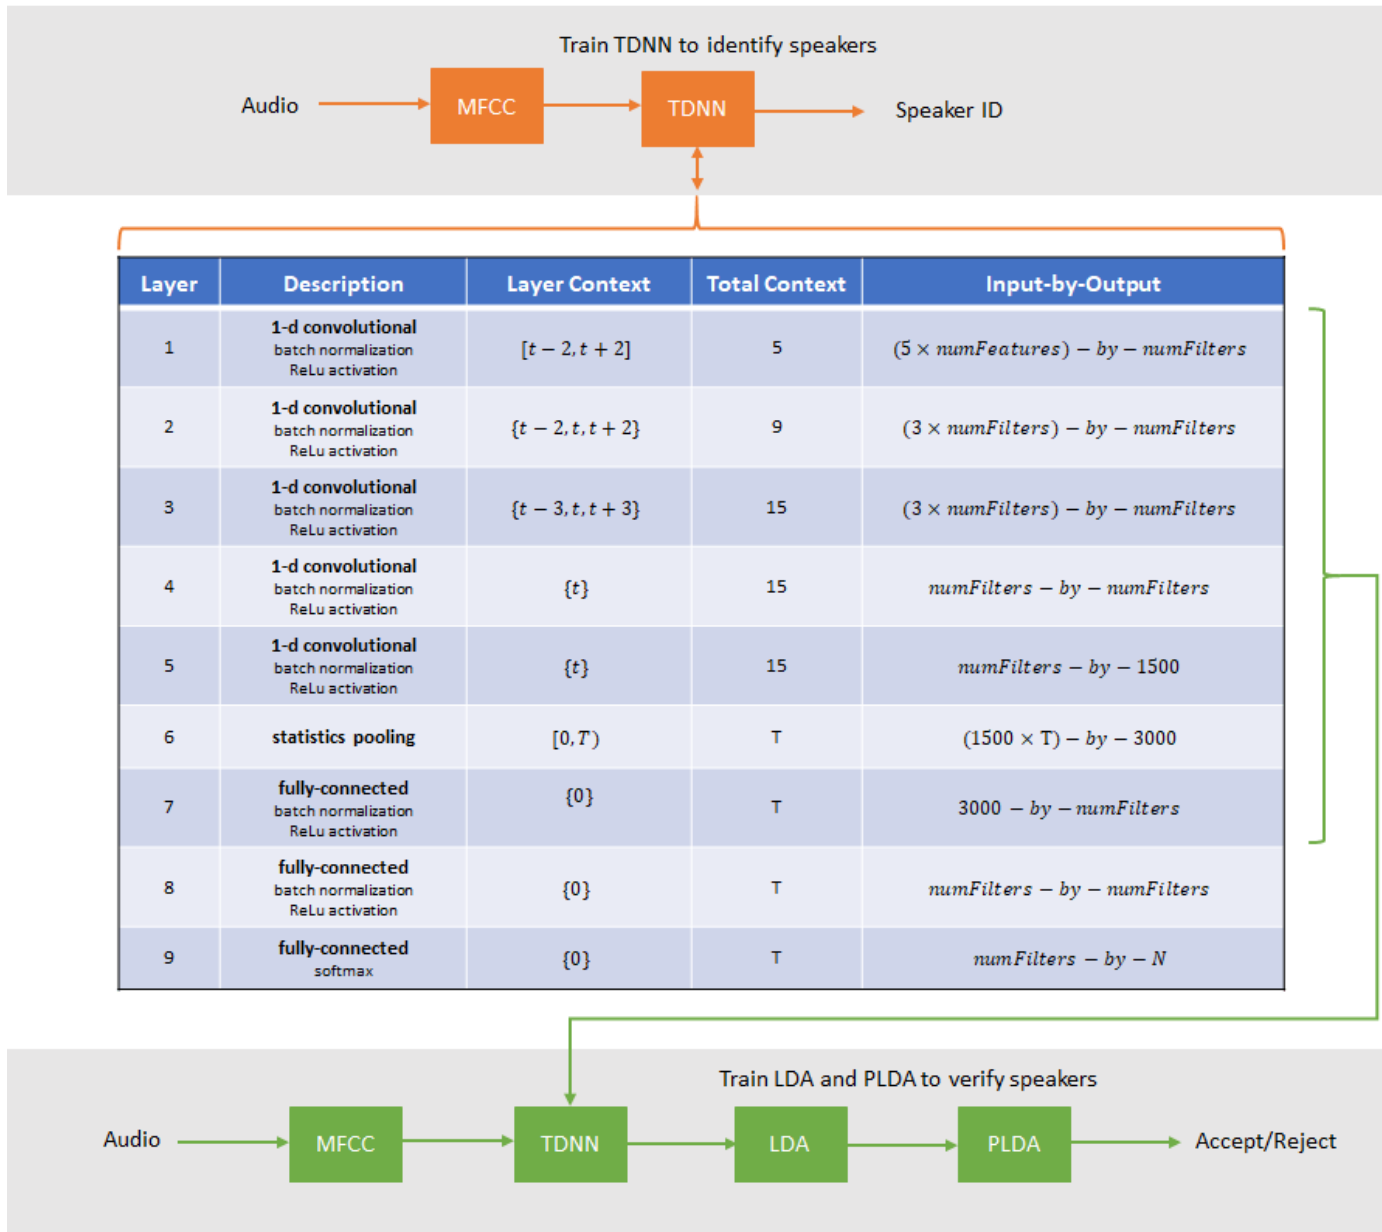 Train TDNN to identify speakers
Audio
MFCC
TDNN
Speaker ID
Layer Description Layer Context Total Context Input-by-Output
1 1-d convolutional [t − 2, t + 2] 5 (5 × numFeatures) − by − numFilters
batch normalization
ReLu activation
2 1-d convolutional {t − 2, t, t + 2} 9 (3 × numFilters) − by − numFilters
batch normalization
ReLu activation
3 1-d convolutional {t − 3, t, t + 3} 15 (3 × numFilters) − by − numFilters
batch normalization
ReLu activation
4 1-d convolutional {t} 15 numFilters − by − numFilters
batch normalization
ReLu activation
5 1-d convolutional {t} 15 numFilters − by − 1500
batch normalization
ReLu activation
6 statistics pooling [0, T) T (1500 × T) − by − 3000
7 fully-connected {0} T 3000 − by − numFilters
batch normalization
ReLu activation
8 fully-connected {0} T numFilters − by − numFilters
batch normalization
ReLu activation
9 fully-connected {0} T numFilters − by − N
softmax
Train LDA and PLDA to verify speakers
Audio
MFCC
TDNN
LDA
PLDA
Accept/Reject